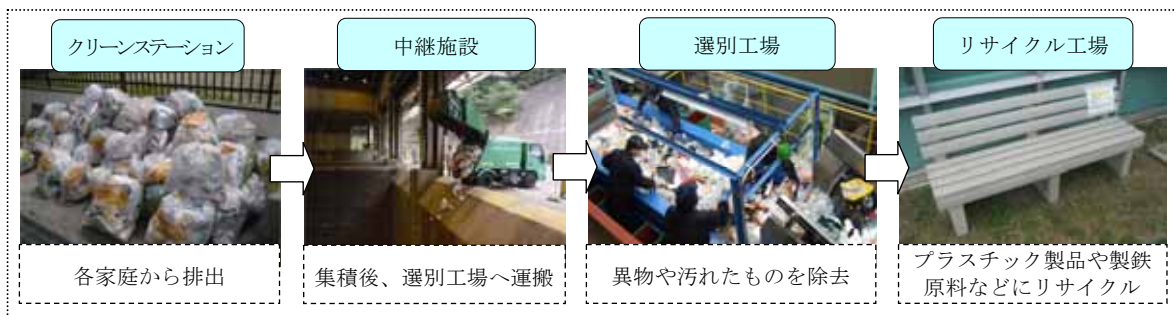 クリーンステーション
中継施設
選別工場
リサイクル工場
各家庭から排出
集積後、選別工場へ運搬
異物や汚れたものを除去
プラスチック製品や製鉄
原料などにリサイクル